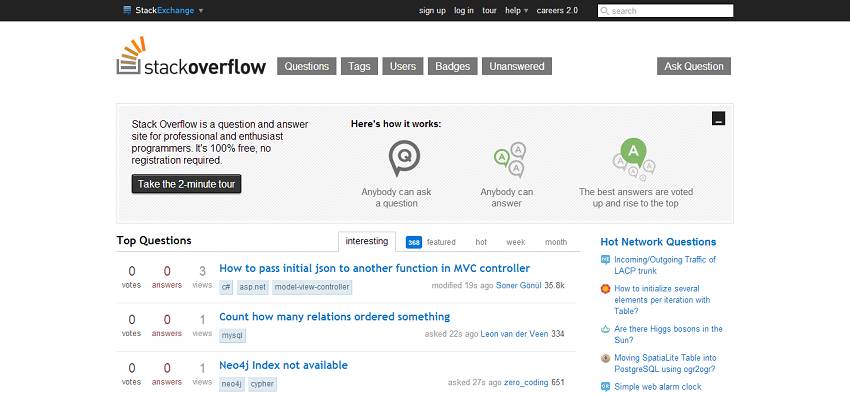 StackExchange
sign up log in tour help careers 2.0
search
stackoverflow
Questions Tags Users Badges Unanswered
Ask Question
Stack Overflow is a question and answer
site for professional and enthusiast
programmers. It's 100% free, no
registration required.
Take the 2-minute tour
Here's how it works:
Q
Anybody can ask
a question
A A A
Anybody can
answer
A
The best answers are voted
up and rise to the top
Top Questions
interesting 368 featured hot week month
0 0 3
votes answers views
How to pass initial json to another function in MVC controller
c# asp.net model-view-controller
modified 19s ago Soner Gönül 35.8k
0 0 1
votes answers views
Count how many relations ordered something
mysql
asked 22s ago Leon van der Veen 334
0 0 1
votes answers views
Neo4j Index not available
neo4j cypher
asked 27s ago zero_coding 651
Hot Network Questions
Incoming/Outgoing Traffic of
LACP trunk
How to initialize several
elements per iteration with
Table?
Are there Higgs bosons in the
Sun?
Moving SpatiaLite Table into
PostgreSQL using ogr2ogr?
Simple web alarm clock